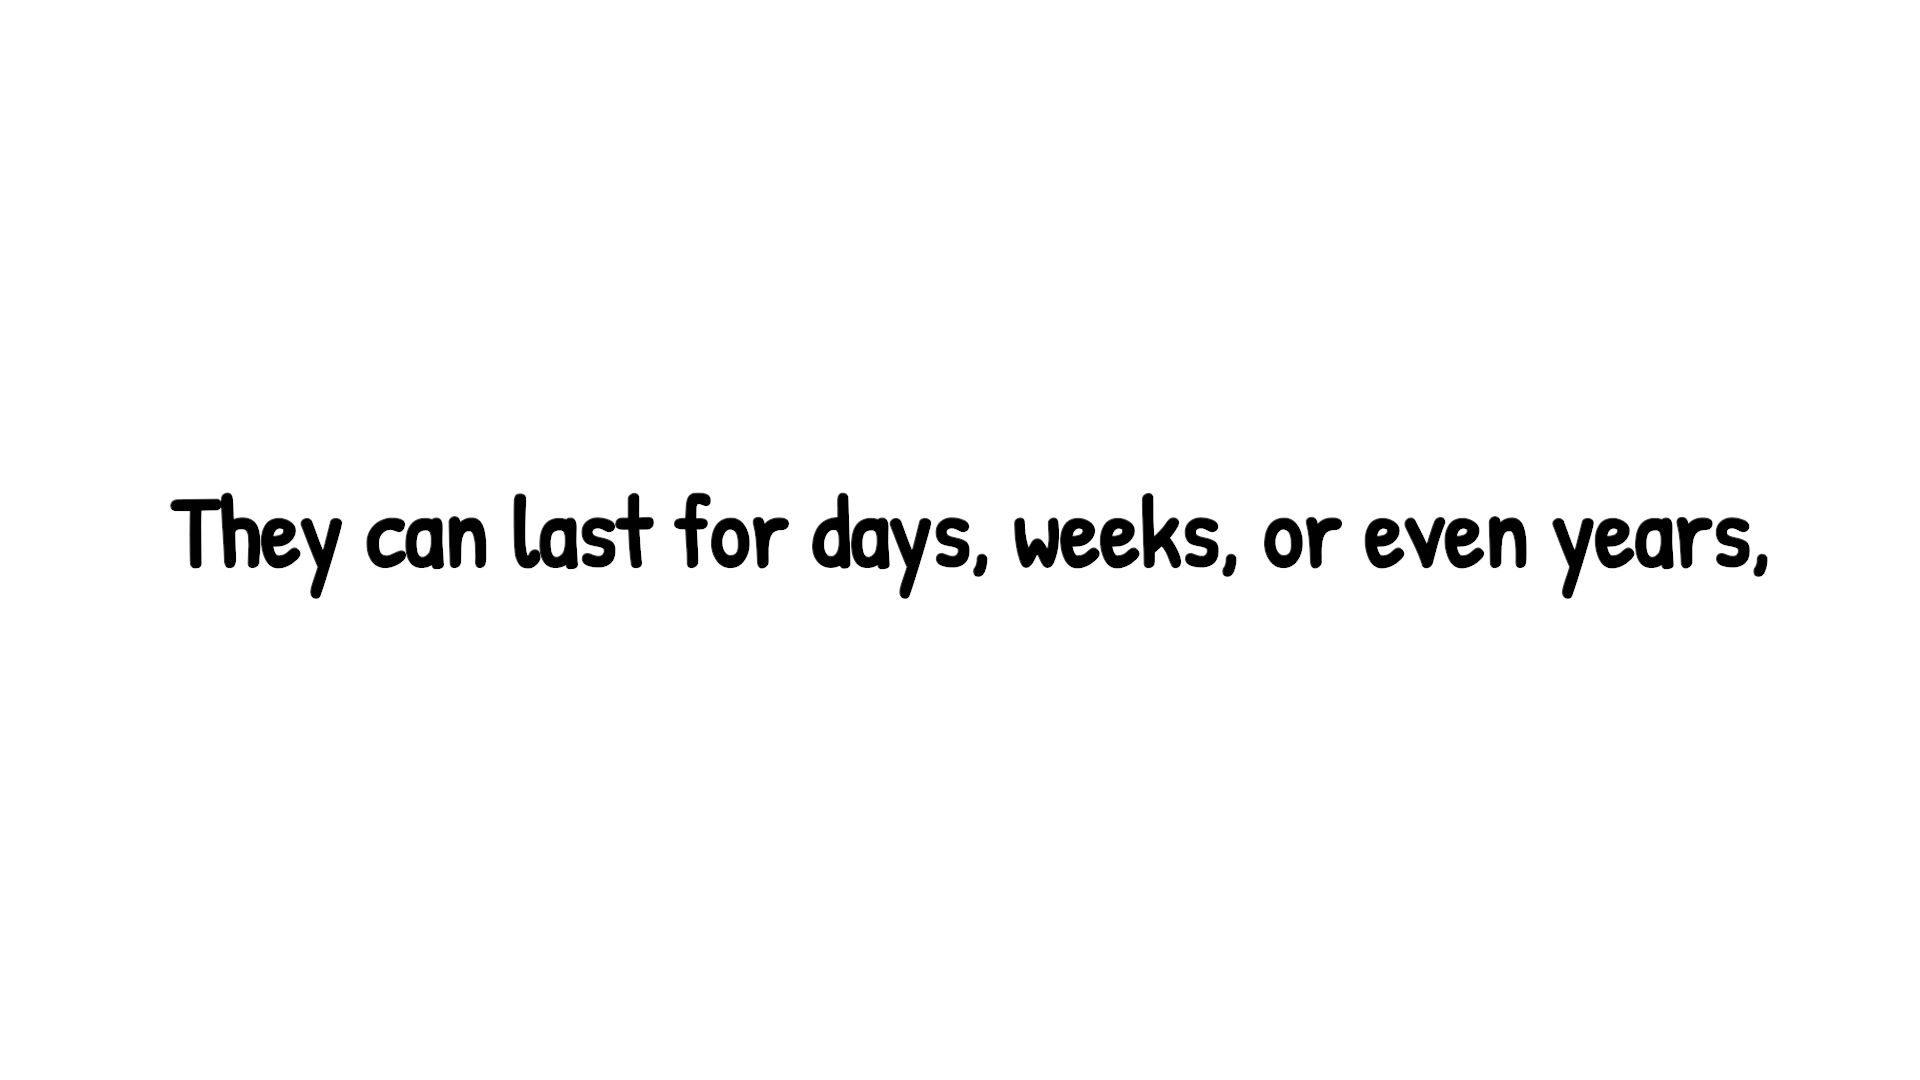 They can last for days, weeks, or even years,